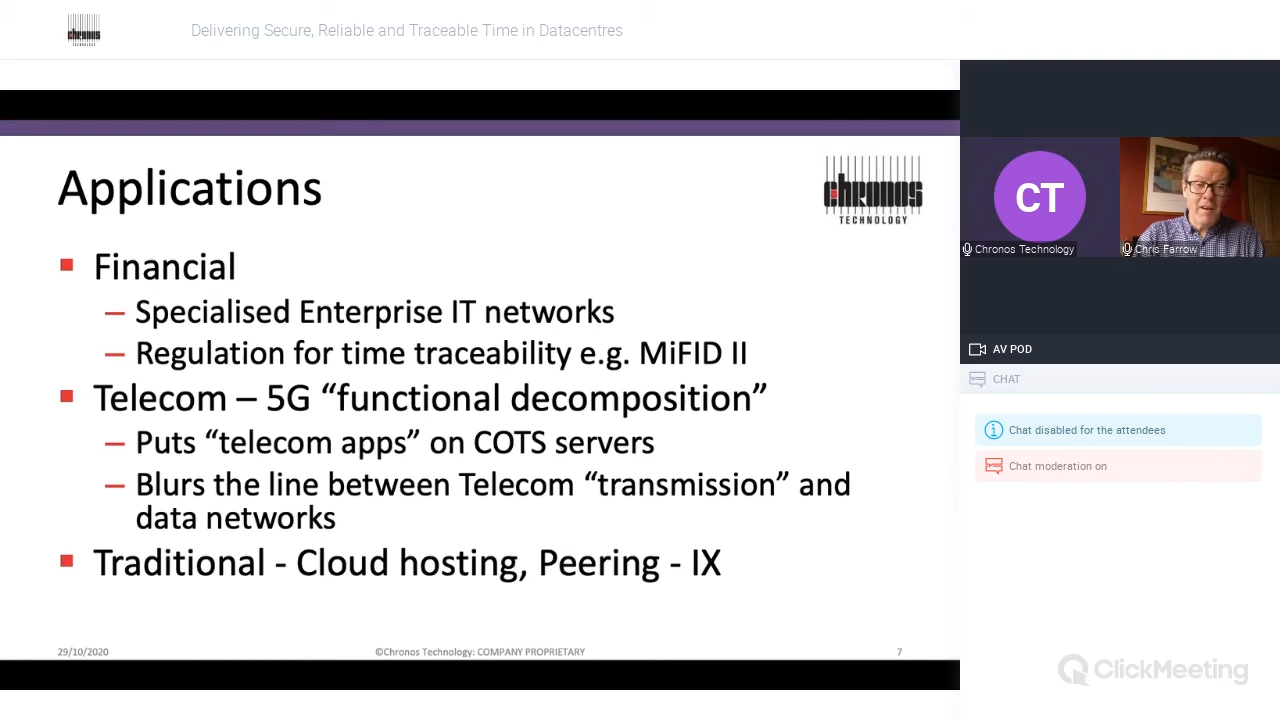 chronos
TECHNOLOGY
Delivering Secure, Reliable and Traceable Time in Datacentres
Applications
chronos
TECHNOLOGY
Financial
– Specialised Enterprise IT networks
– Regulation for time traceability e.g. MiFID II
Telecom – 5G “functional decomposition”
– Puts “telecom apps” on COTS servers
– Blurs the line between Telecom “transmission” and
data networks
Traditional - Cloud hosting, Peering - IX
29/10/2020
©Chronos Technology: COMPANY PROPRIETARY
7
CT
Chronos Technology
Chris Farrow
AV POD
CHAT
Chat disabled for the attendees
Chat moderation on
ClickMeeting